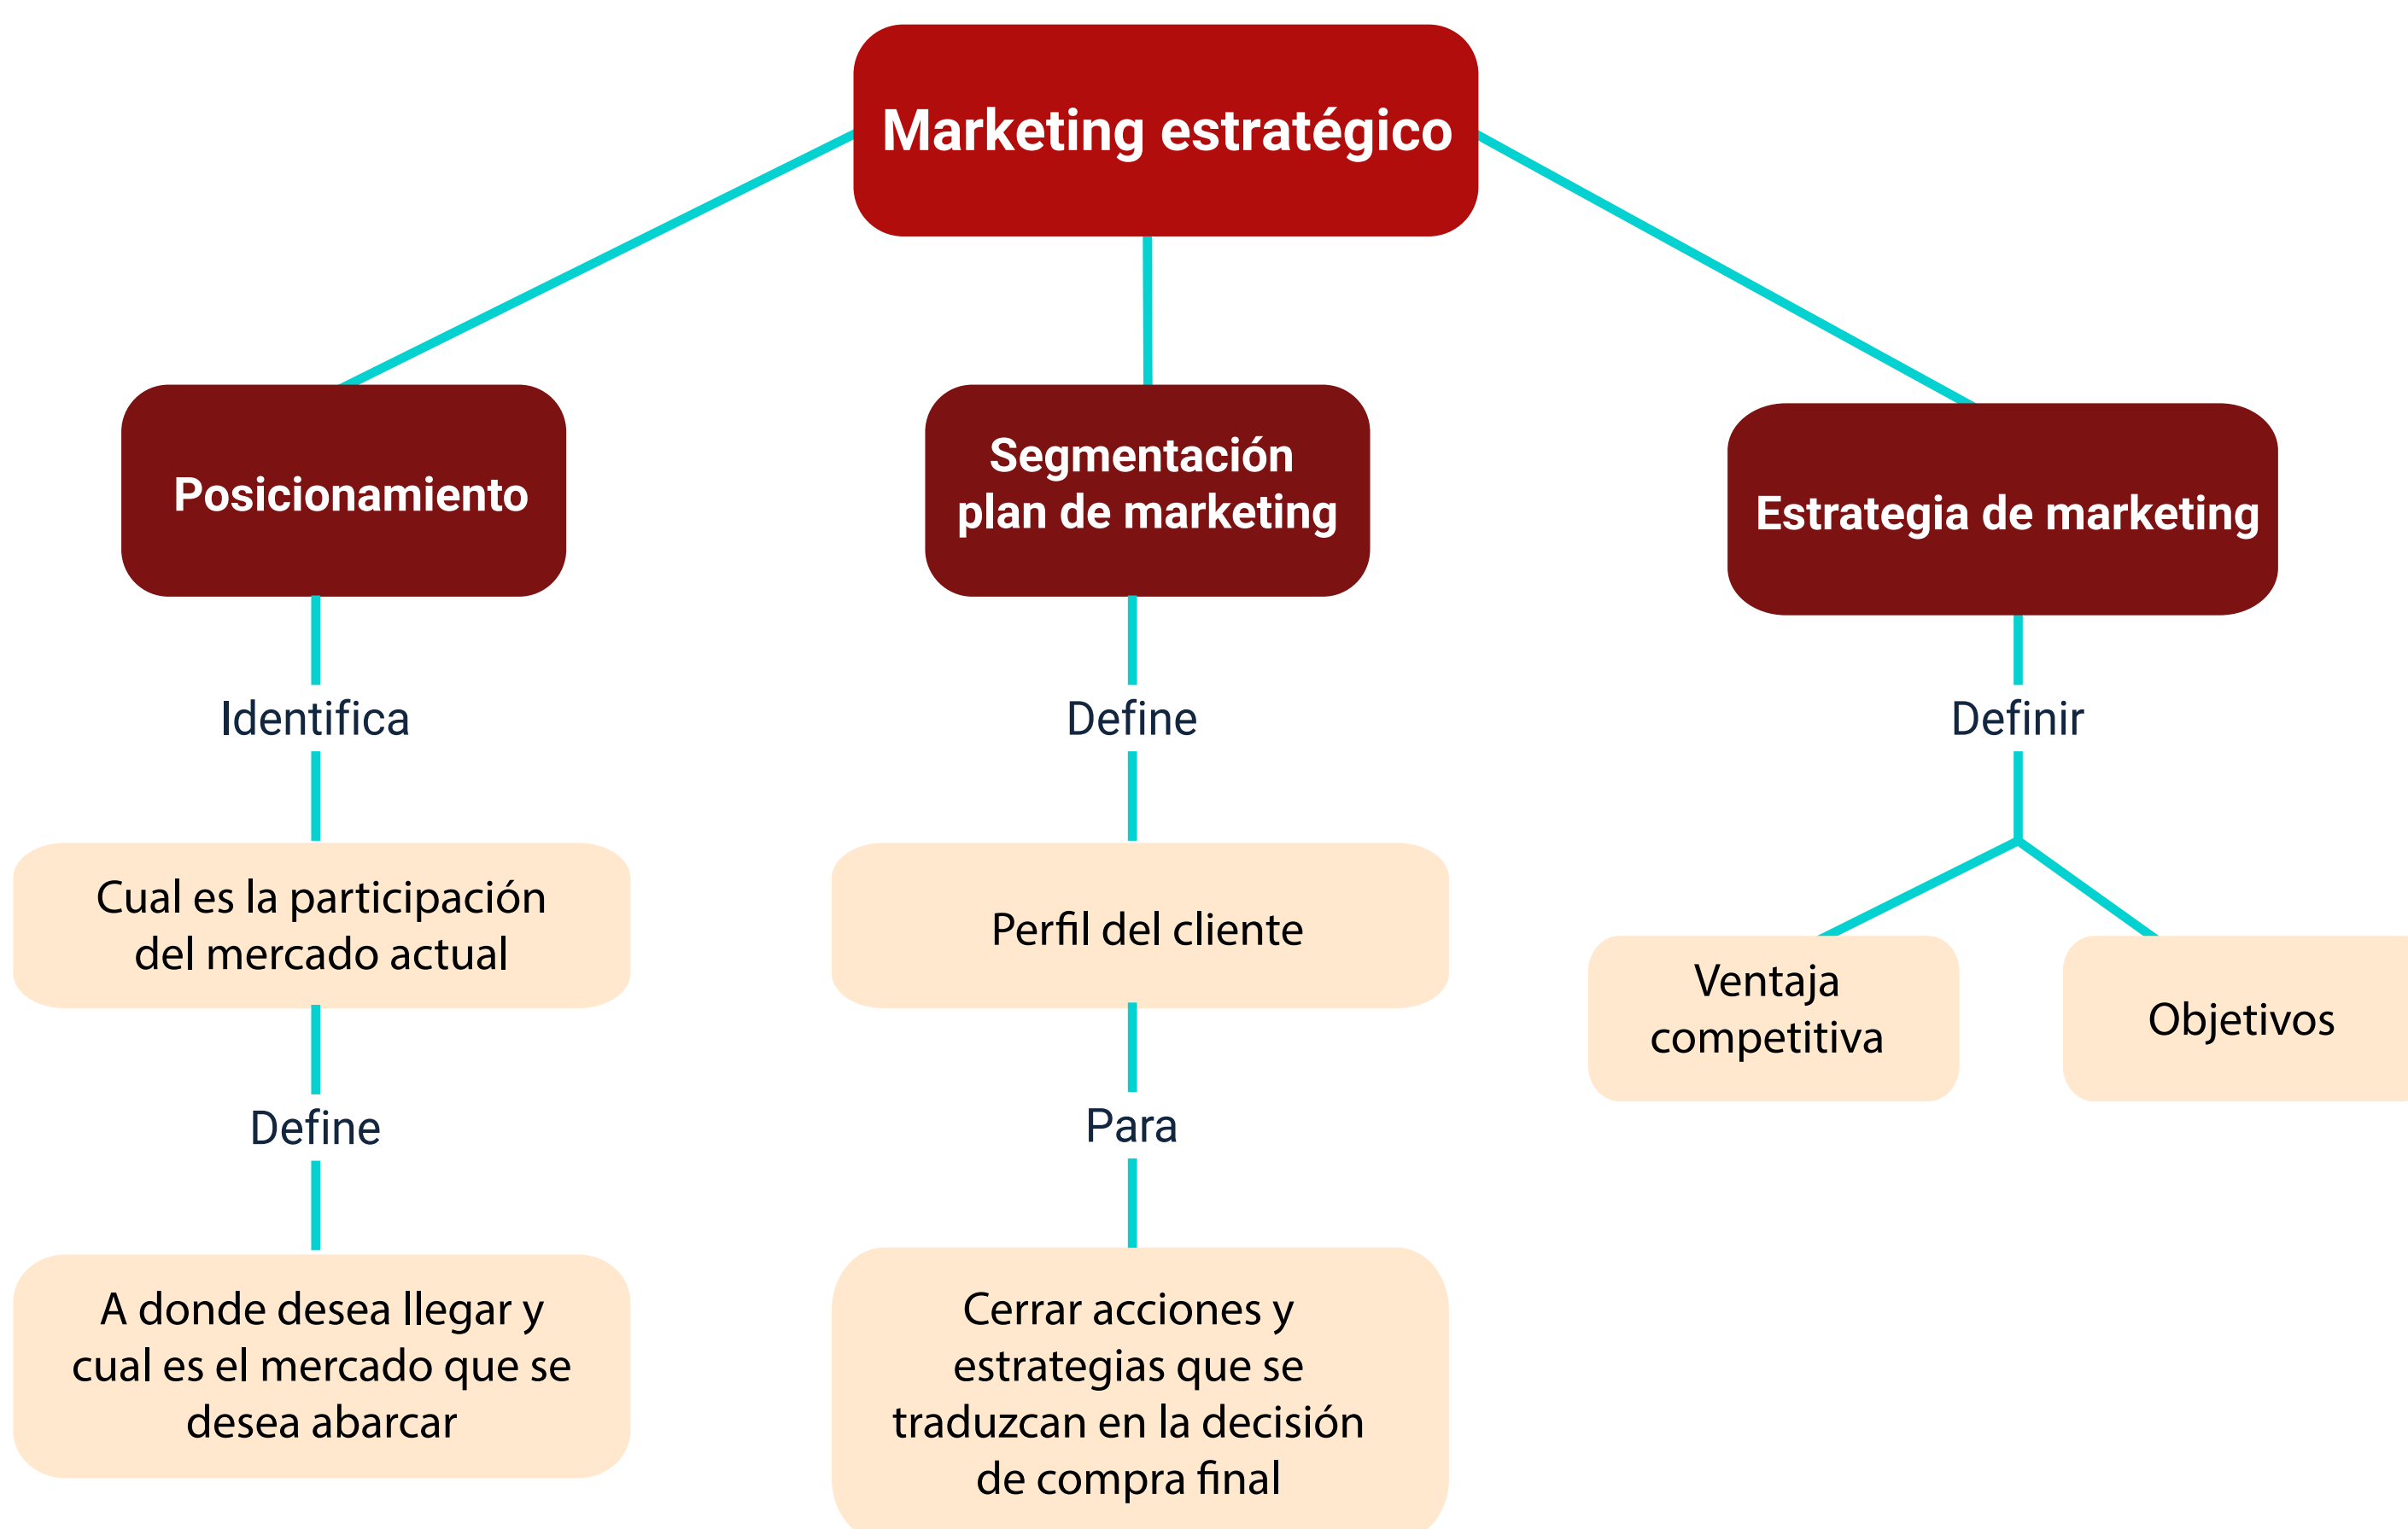 Marketing estratégico
Posicionamiento
Segmentación
plan de marketing
Estrategia de marketing
Identifica
Define
Definir
Cual es la participación
del mercado actual
Perfil del cliente
Ventaja
competitiva
Objetivos
Define
Para
A donde desea llegar y
cual es el mercado que se
desea abarcar
Cerrar acciones y
estrategias que se
traduzcan en la decisión
de compra final